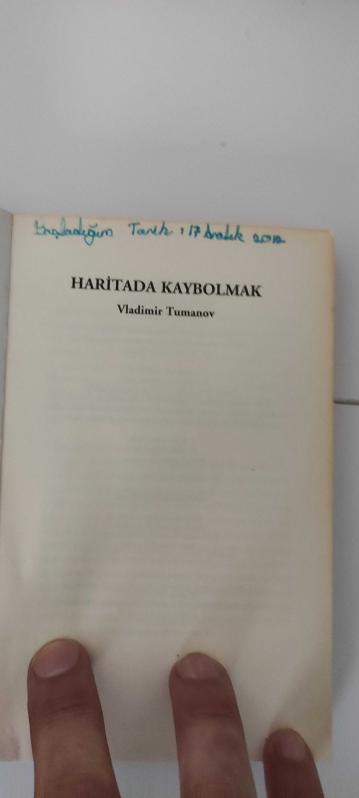 Başladığım Tarih : 17 Aralık 2012
HARİTADA KAYBOLMAK
Vladimir Tumanov